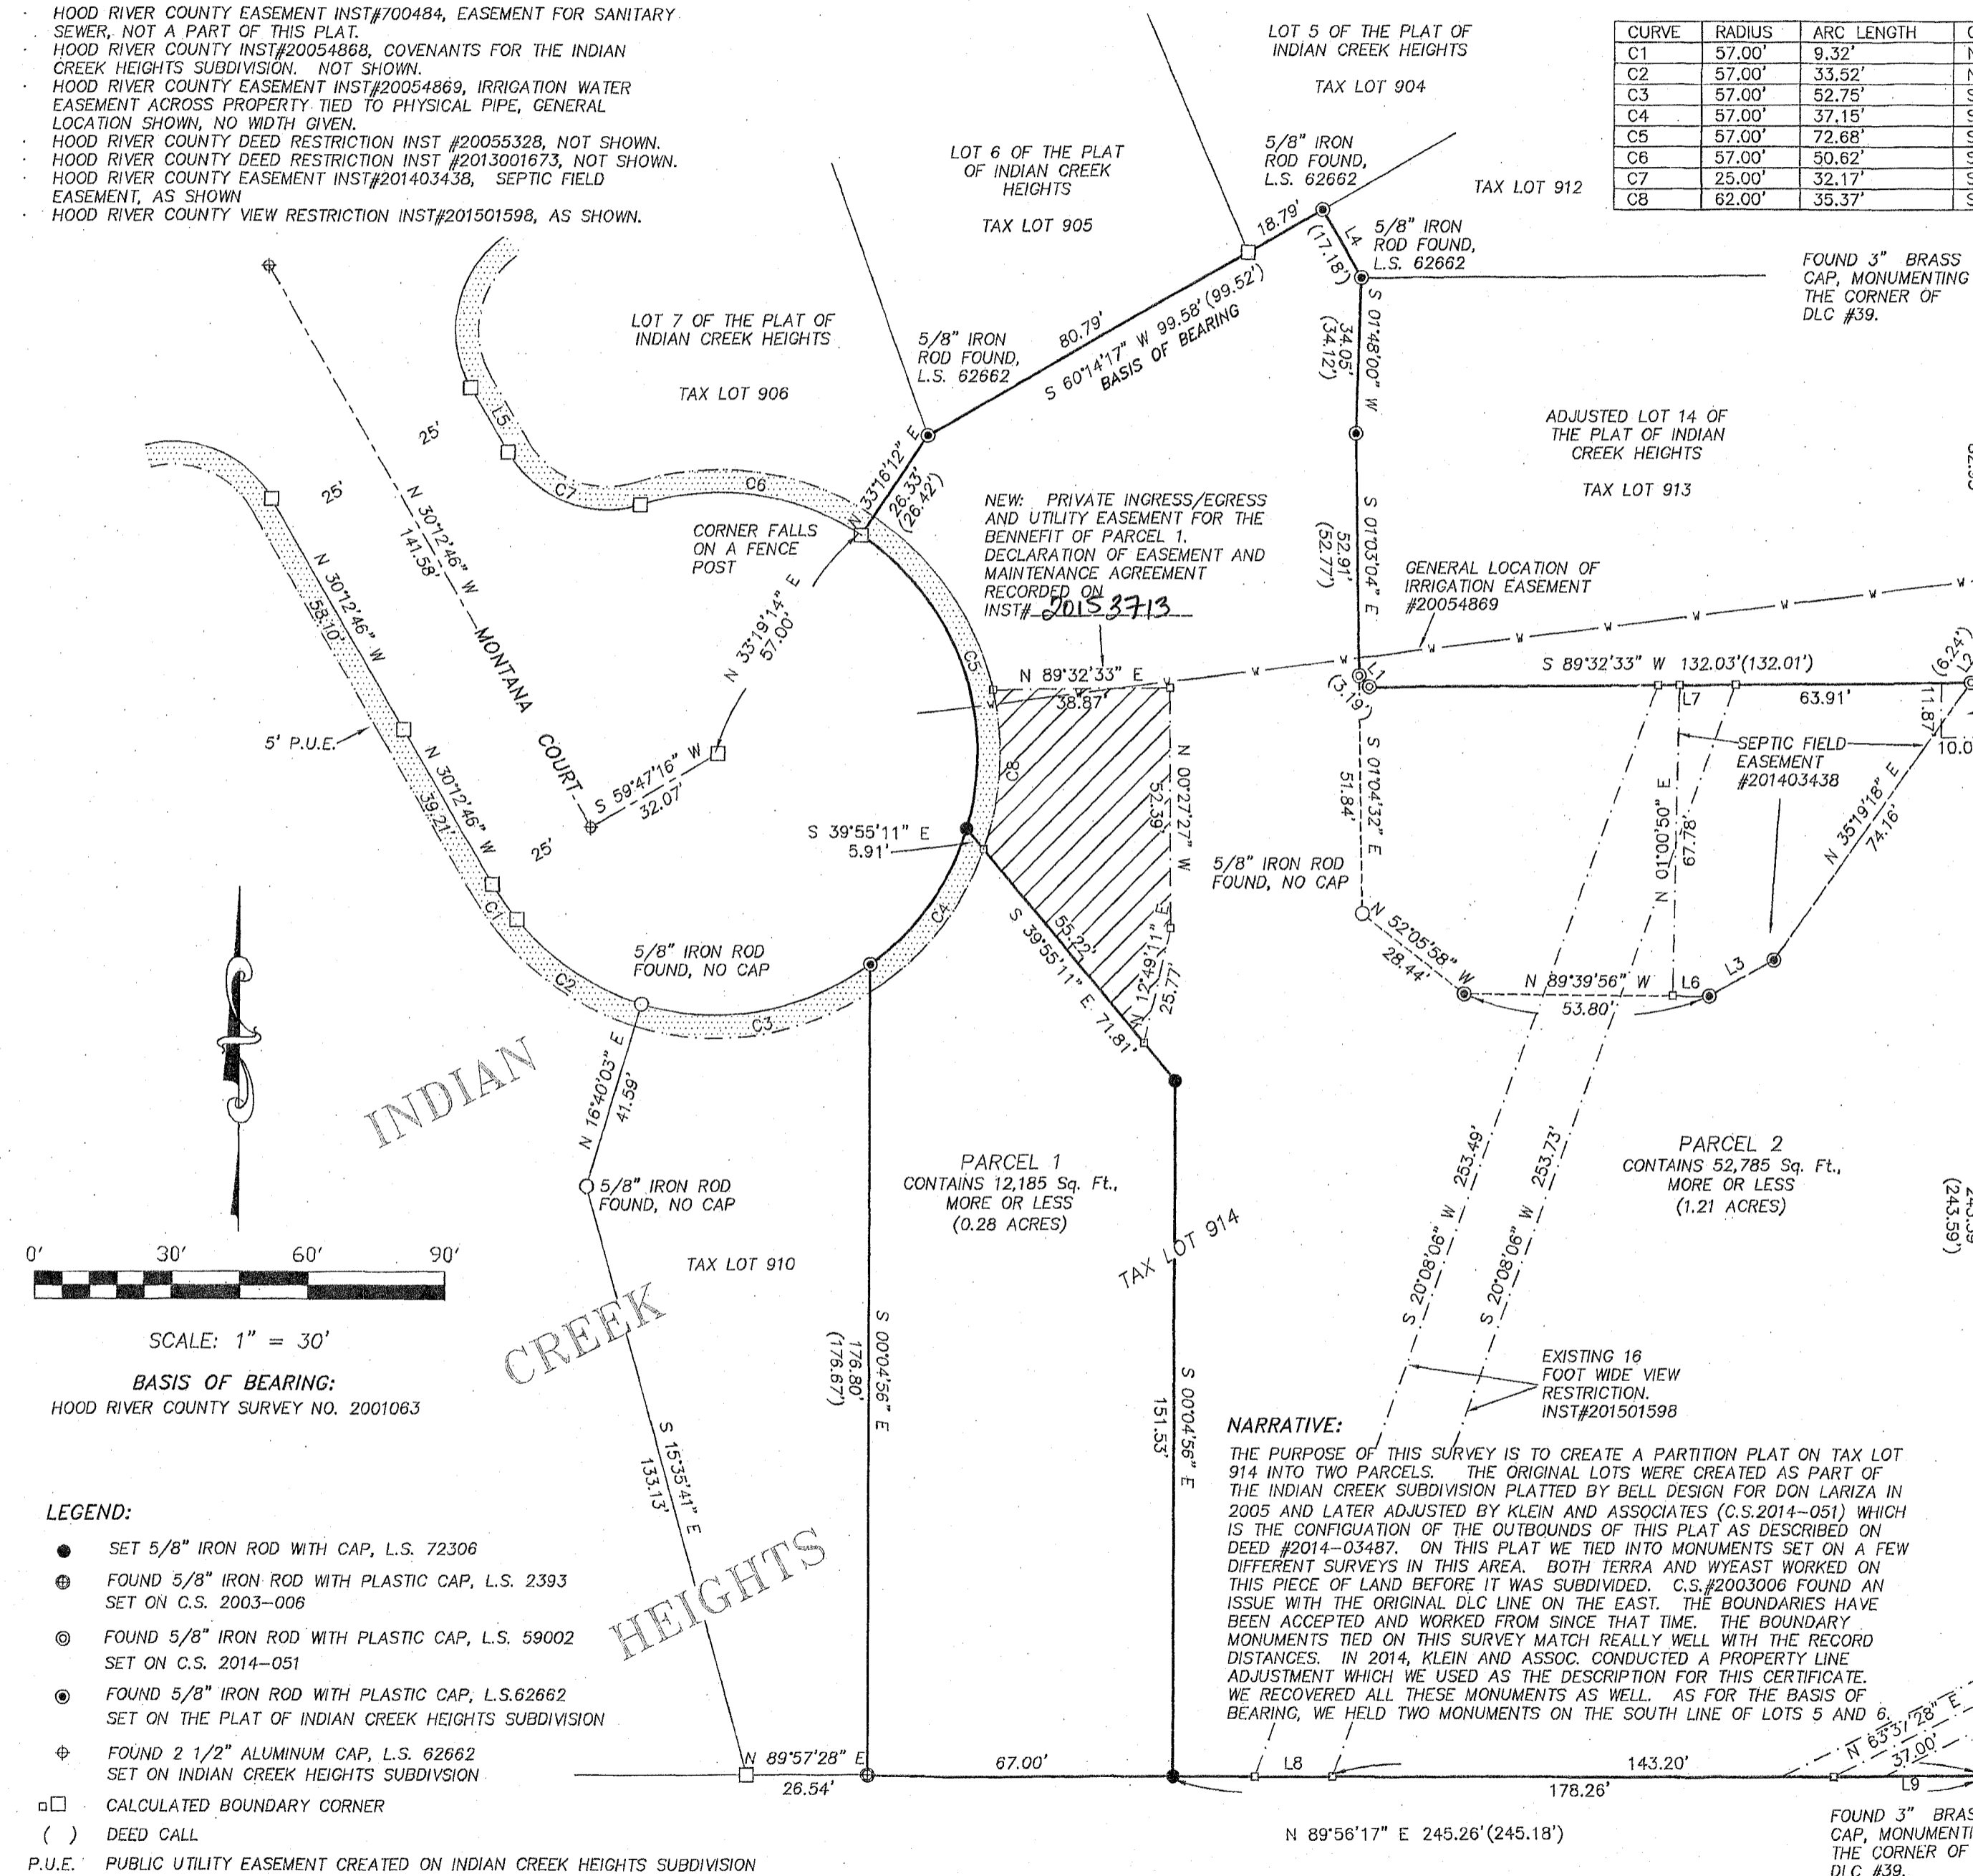 · HOOD RIVER COUNTY EASEMENT INST#700484, EASEMENT FOR SANITARY
SEWER, NOT A PART OF THIS PLAT.
· HOOD RIVER COUNTY INST#20054868, COVENANTS FOR THE INDIAN
CREEK HEIGHTS SUBDIVISION. NOT SHOWN.
· HOOD RIVER COUNTY EASEMENT INST#20054869, IRRIGATION WATER
EASEMENT ACROSS PROPERTY TIED TO PHYSICAL PIPE, GENERAL
LOCATION SHOWN, NO WIDTH GIVEN.
· HOOD RIVER COUNTY DEED RESTRICTION INST #20055328, NOT SHOWN.
· HOOD RIVER COUNTY DEED RESTRICTION INST #2013001673, NOT SHOWN.
· HOOD RIVER COUNTY EASEMENT INST#201403438, SEPTIC FIELD
EASEMENT, AS SHOWN
· HOOD RIVER COUNTY VIEW RESTRICTION INST#201501598, AS SHOWN.
LOT 5 OF THE PLAT OF
INDIAN CREEK HEIGHTS
TAX LOT 904
CURVE RADIUS ARC LENGTH
C1 57.00' 9.32'
C2 57.00' 33.52'
C3 57.00' 52.75'
C4 57.00' 37.15'
C5 57.00' 72.68'
C6 57.00' 50.62'
C7 25.00' 32.17'
C8 62.00' 35.37'
LOT 6 OF THE PLAT
OF INDIAN CREEK
HEIGHTS
TAX LOT 905
5/8" IRON
ROD FOUND,
L.S. 62662
TAX LOT 912
18.79'
L4
(17.18')
5/8" IRON
ROD FOUND,
L.S. 62662
FOUND 3" BRASS
CAP, MONUMENTING
THE CORNER OF
DLC #39.
LOT 7 OF THE PLAT OF
INDIAN CREEK HEIGHTS
TAX LOT 906
5/8" IRON
ROD FOUND,
L.S. 62662
80.79'
S 60°14'17" W 99.58'(99.52')
BASIS OF BEARING
S 01°48'00" W
34.05'
(34.12')
ADJUSTED LOT 14 OF
THE PLAT OF INDIAN
CREEK HEIGHTS
TAX LOT 913
L5
25'
25'
C7
C6
N 33°16'12" E
26.33'
(26.42')
CORNER FALLS
ON A FENCE
POST
NEW: PRIVATE INGRESS/EGRESS
AND UTILITY EASEMENT FOR THE
BENNEFIT OF PARCEL 1.
DECLARATION OF EASEMENT AND
MAINTENANCE AGREEMENT
RECORDED ON
INST# 20153713
S 01°03'04" E
52.91'
(52.77')
GENERAL LOCATION OF
IRRIGATION EASEMENT
#20054869
W W W W W W W W W
N 30°12'46" W
141.58'
N 30°12'46" W
58.10'
MONTANA COURT
N 33°19'14" E
57.00'
C5
N 89°32'33" E
38.87'
L1
(3.19')
S 89°32'33" W 132.03'(132.01')
L7
63.91'
(6.24')
L2
11.87'
5' P.U.E.
N 30°12'46" W
39.21'
S 59°47'16" W
32.07'
25'
C8
N 00°27'27" W
52.39'
S 01°04'32" E
51.84'
SEPTIC FIELD
EASEMENT
#201403438
N 01°00'50" E
67.78'
N 35°19'18" E
74.16'
S 39°55'11" E
5.91'
5/8" IRON ROD
FOUND, NO CAP
C1
C2
C3
C4
5/8" IRON ROD
FOUND, NO CAP
55.22'
S 39°55'11" E 71.81'
N 12°49'11" E
25.77'
N 52°05'58" W
28.44'
N 89°39'56" W
53.80'
L6
L3
N 16°40'03" E
41.59'
5/8" IRON ROD
FOUND, NO CAP
INDIAN
CREEK
HEIGHTS
PARCEL 1
CONTAINS 12,185 Sq. Ft.,
MORE OR LESS
(0.28 ACRES)
TAX LOT 914
PARCEL 2
CONTAINS 52,785 Sq. Ft.,
MORE OR LESS
(1.21 ACRES)
(243.59')
S 20°08'06" W 253.49'
S 20°08'06" W 253.73'
TAX LOT 910
0' 30' 60' 90'
SCALE: 1" = 30'
BASIS OF BEARING:
HOOD RIVER COUNTY SURVEY NO. 2001063
S 00°04'56" E
176.80'
(176.67')
S 00°04'56" E
151.53'
S 15°35'41" E
133.13'
EXISTING 16
FOOT WIDE VIEW
RESTRICTION.
INST#201501598
NARRATIVE:
THE PURPOSE OF THIS SURVEY IS TO CREATE A PARTITION PLAT ON TAX LOT
914 INTO TWO PARCELS. THE ORIGINAL LOTS WERE CREATED AS PART OF
THE INDIAN CREEK SUBDIVISION PLATTED BY BELL DESIGN FOR DON LARIZA IN
2005 AND LATER ADJUSTED BY KLEIN AND ASSOCIATES (C.S.2014-051) WHICH
IS THE CONFIGUATION OF THE OUTBOUNDS OF THIS PLAT AS DESCRIBED ON
DEED #2014-03487. ON THIS PLAT WE TIED INTO MONUMENTS SET ON A FEW
DIFFERENT SURVEYS IN THIS AREA. BOTH TERRA AND WYEAST WORKED ON
THIS PIECE OF LAND BEFORE IT WAS SUBDIVIDED. C.S.#2003006 FOUND AN
ISSUE WITH THE ORIGINAL DLC LINE ON THE EAST. THE BOUNDARIES HAVE
BEEN ACCEPTED AND WORKED FROM SINCE THAT TIME. THE BOUNDARY
MONUMENTS TIED ON THIS SURVEY MATCH REALLY WELL WITH THE RECORD
DISTANCES. IN 2014, KLEIN AND ASSOC. CONDUCTED A PROPERTY LINE
ADJUSTMENT WHICH WE USED AS THE DESCRIPTION FOR THIS CERTIFICATE.
WE RECOVERED ALL THESE MONUMENTS AS WELL. AS FOR THE BASIS OF
BEARING, WE HELD TWO MONUMENTS ON THE SOUTH LINE OF LOTS 5 AND 6.
LEGEND:
SET 5/8" IRON ROD WITH CAP, L.S. 72306
FOUND 5/8" IRON ROD WITH PLASTIC CAP, L.S. 2393
SET ON C.S. 2003-006
FOUND 5/8" IRON ROD WITH PLASTIC CAP, L.S. 59002
SET ON C.S. 2014-051
FOUND 5/8" IRON ROD WITH PLASTIC CAP, L.S.62662
SET ON THE PLAT OF INDIAN CREEK HEIGHTS SUBDIVISION
FOUND 2 1/2" ALUMINUM CAP, L.S. 62662
SET ON INDIAN CREEK HEIGHTS SUBDIVSION
CALCULATED BOUNDARY CORNER
( ) DEED CALL
P.U.E. PUBLIC UTILITY EASEMENT CREATED ON INDIAN CREEK HEIGHTS SUBDIVISION
N 89°57'28" E
26.54'
67.00'
L8
143.20'
178.26'
N 63°37'28" E
37.00'
L9
N 89°56'17" E 245.26'(245.18')
FOUND 3" BRAS
CAP, MONUMENTI
THE CORNER OF
DLC #39.